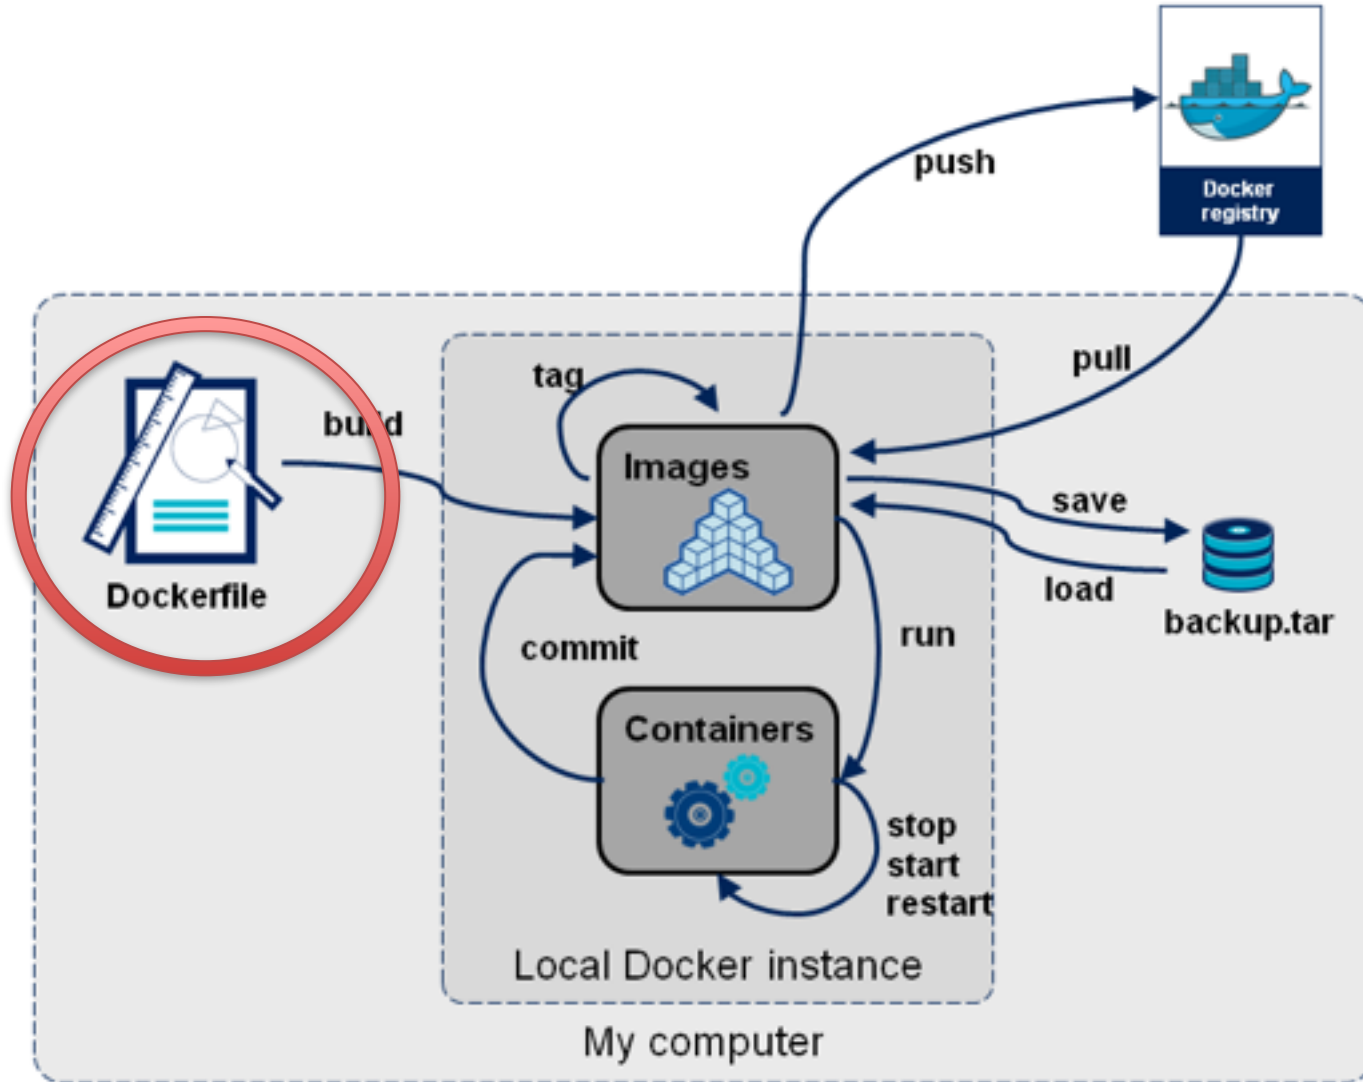 push
Docker
registry
pull
tag
build
Images
save
Dockerfile
load
backup.tar
commit
run
Containers
stop
start
restart
Local Docker instance
My computer